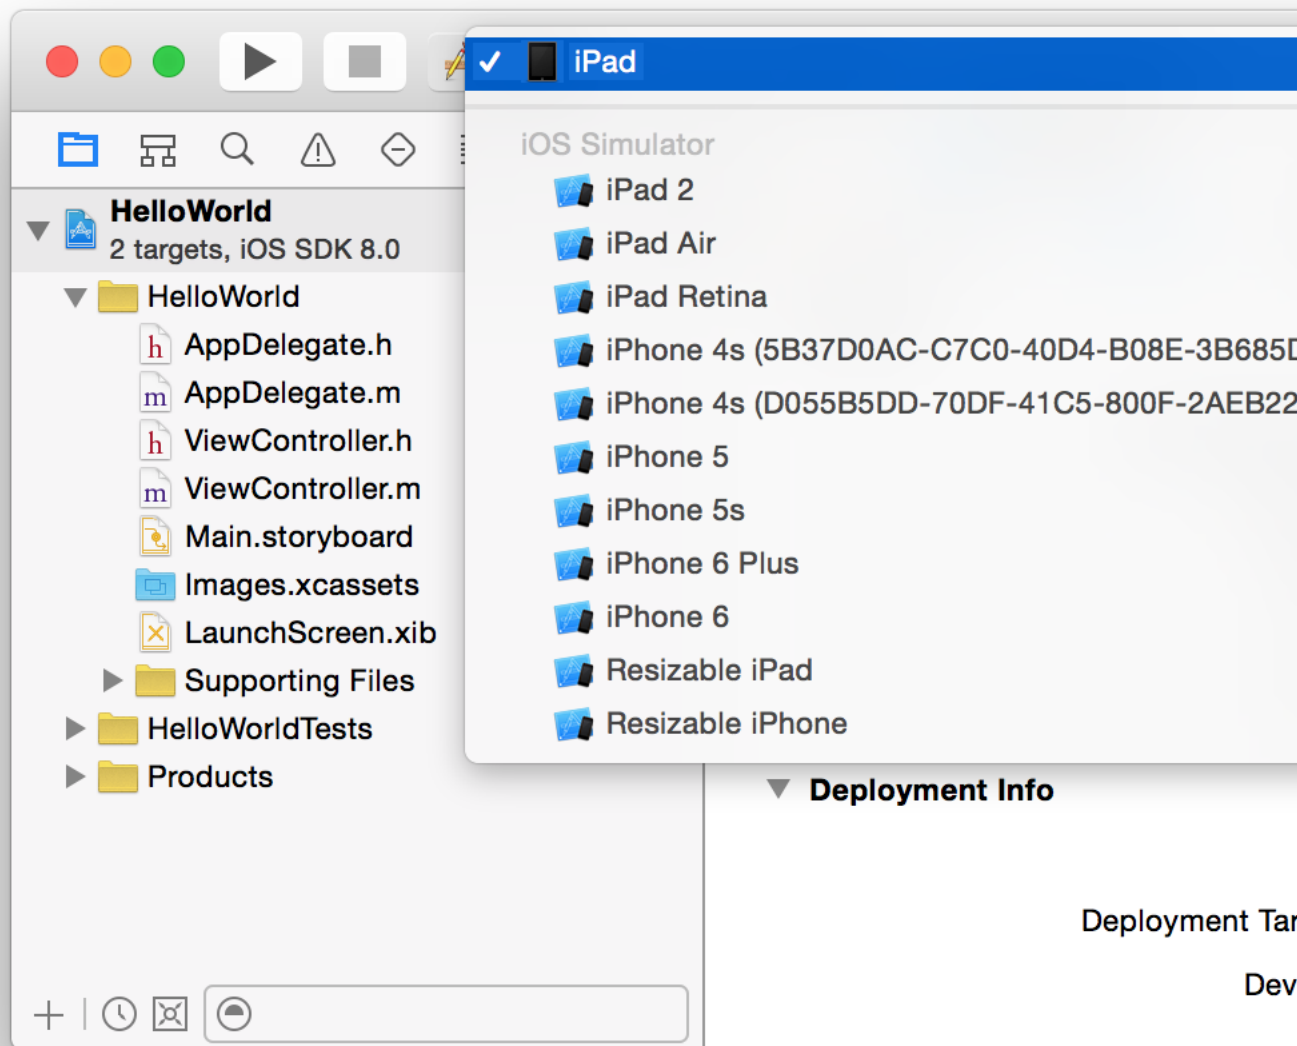 iPad
iOS Simulator
iPad 2
iPad Air
iPad Retina
iPhone 4s (5B37D0AC-C7C0-40D4-B08E-3B685D
iPhone 4s (D055B5DD-70DF-41C5-800F-2AEB22
iPhone 5
iPhone 5s
iPhone 6 Plus
iPhone 6
Resizable iPad
Resizable iPhone
HelloWorld
2 targets, iOS SDK 8.0
HelloWorld
h AppDelegate.h
m AppDelegate.m
h ViewController.h
m ViewController.m
Main.storyboard
Images.xcassets
LaunchScreen.xib
Supporting Files
HelloWorldTests
Products
Deployment Info
Deployment Tar
Dev